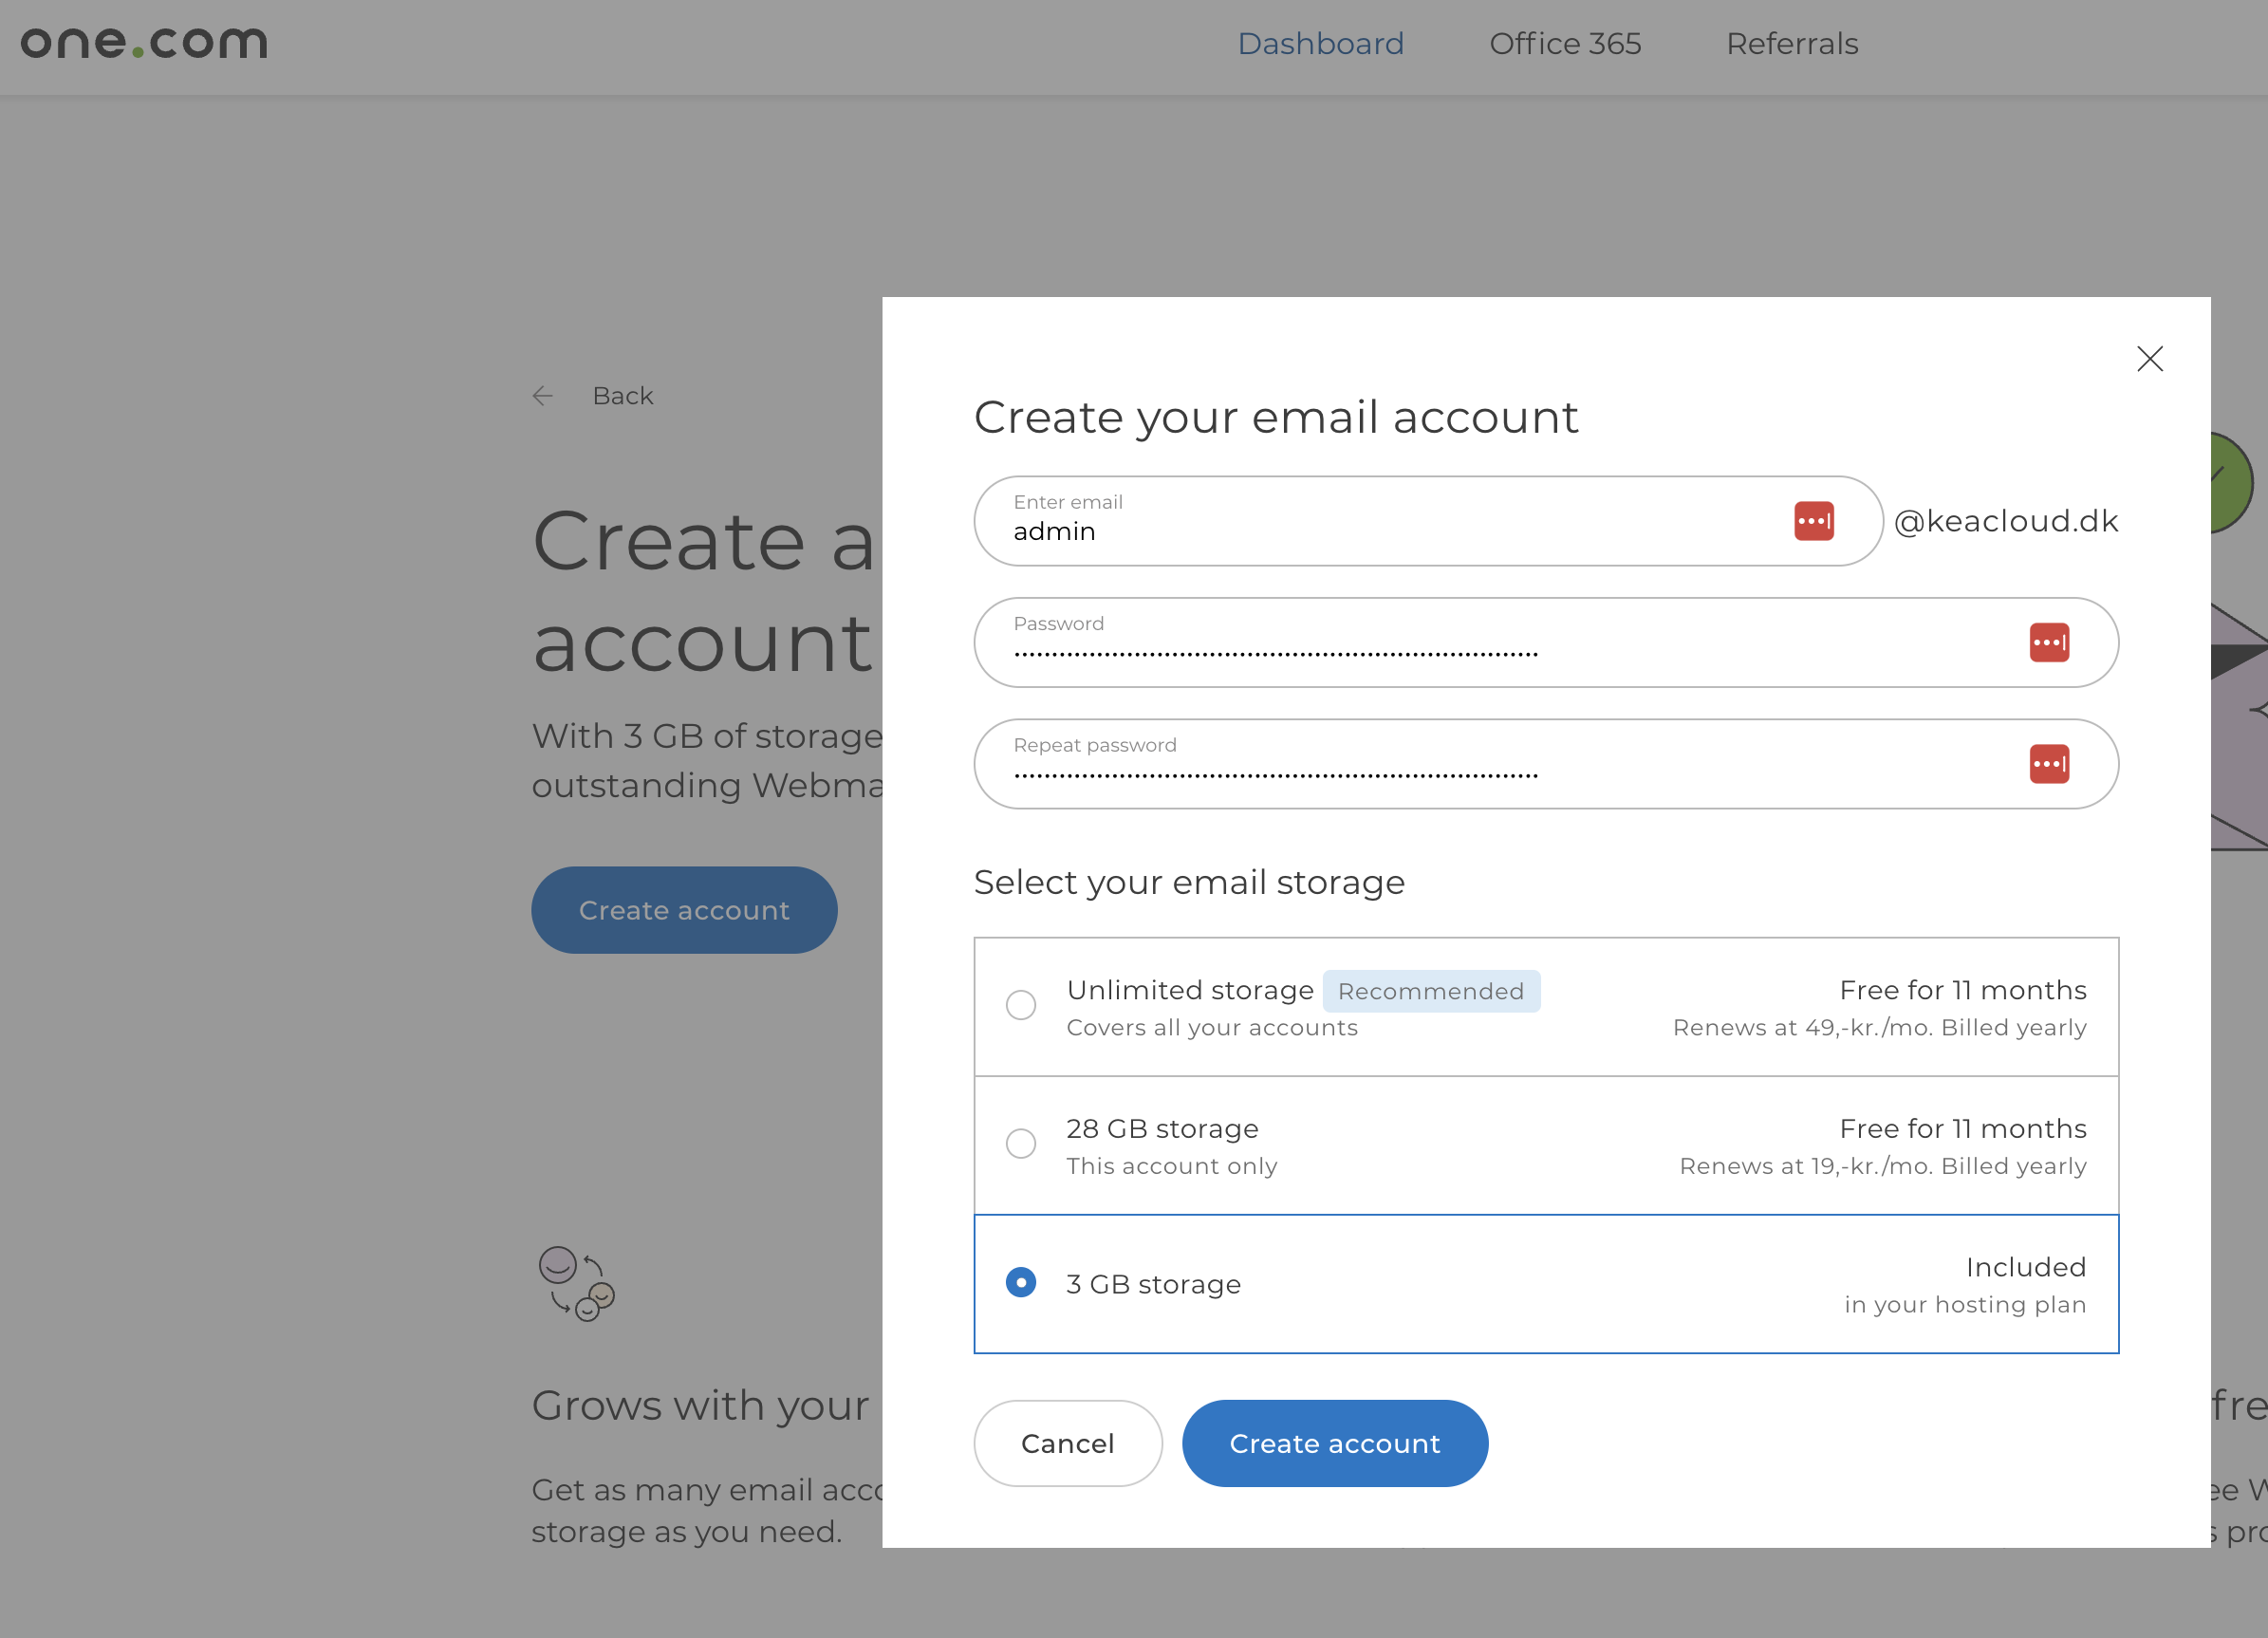 one.com
Dashboard
Office 365
Referrals
Back
Create a
account
With 3 GB of storage
outstanding Webma
Create account
Grows with your
Get as many email acco
storage as you need.
Create your email account
Enter email
admin
@keacloud.dk
Password
Repeat password
Select your email storage
Unlimited storage Recommended
Free for 11 months
Covers all your accounts
Renews at 49,-kr./mo. Billed yearly
28 GB storage
Free for 11 months
This account only
Renews at 19,-kr./mo. Billed yearly
3 GB storage
Included
in your hosting plan
Cancel
Create account
fre
ee W
s pro